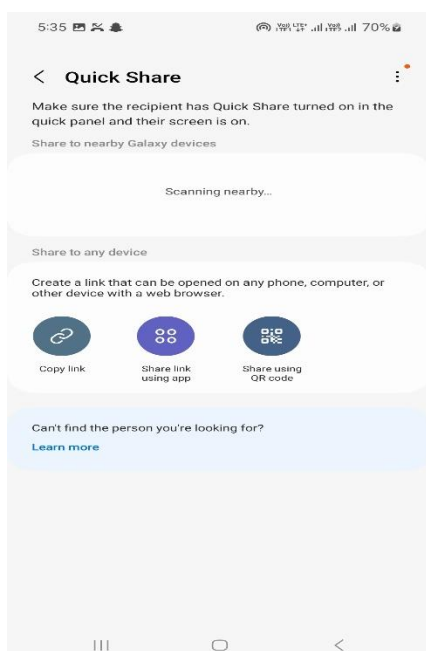 5:35 70%
Quick Share
Make sure the recipient has Quick Share turned on in the
quick panel and their screen is on.
Share to nearby Galaxy devices
Scanning nearby...
Share to any device
Create a link that can be opened on any phone, computer, or
other device with a web browser.
Copy link
Share link
using app
Share using
QR code
Can't find the person you're looking for?
Learn more